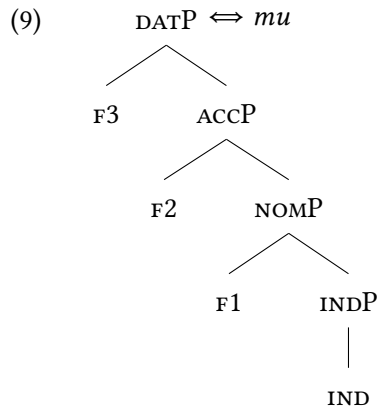 (9) DATP ⇔ mu
F3 ACCP
F2 NOMP
F1 INDP
IND